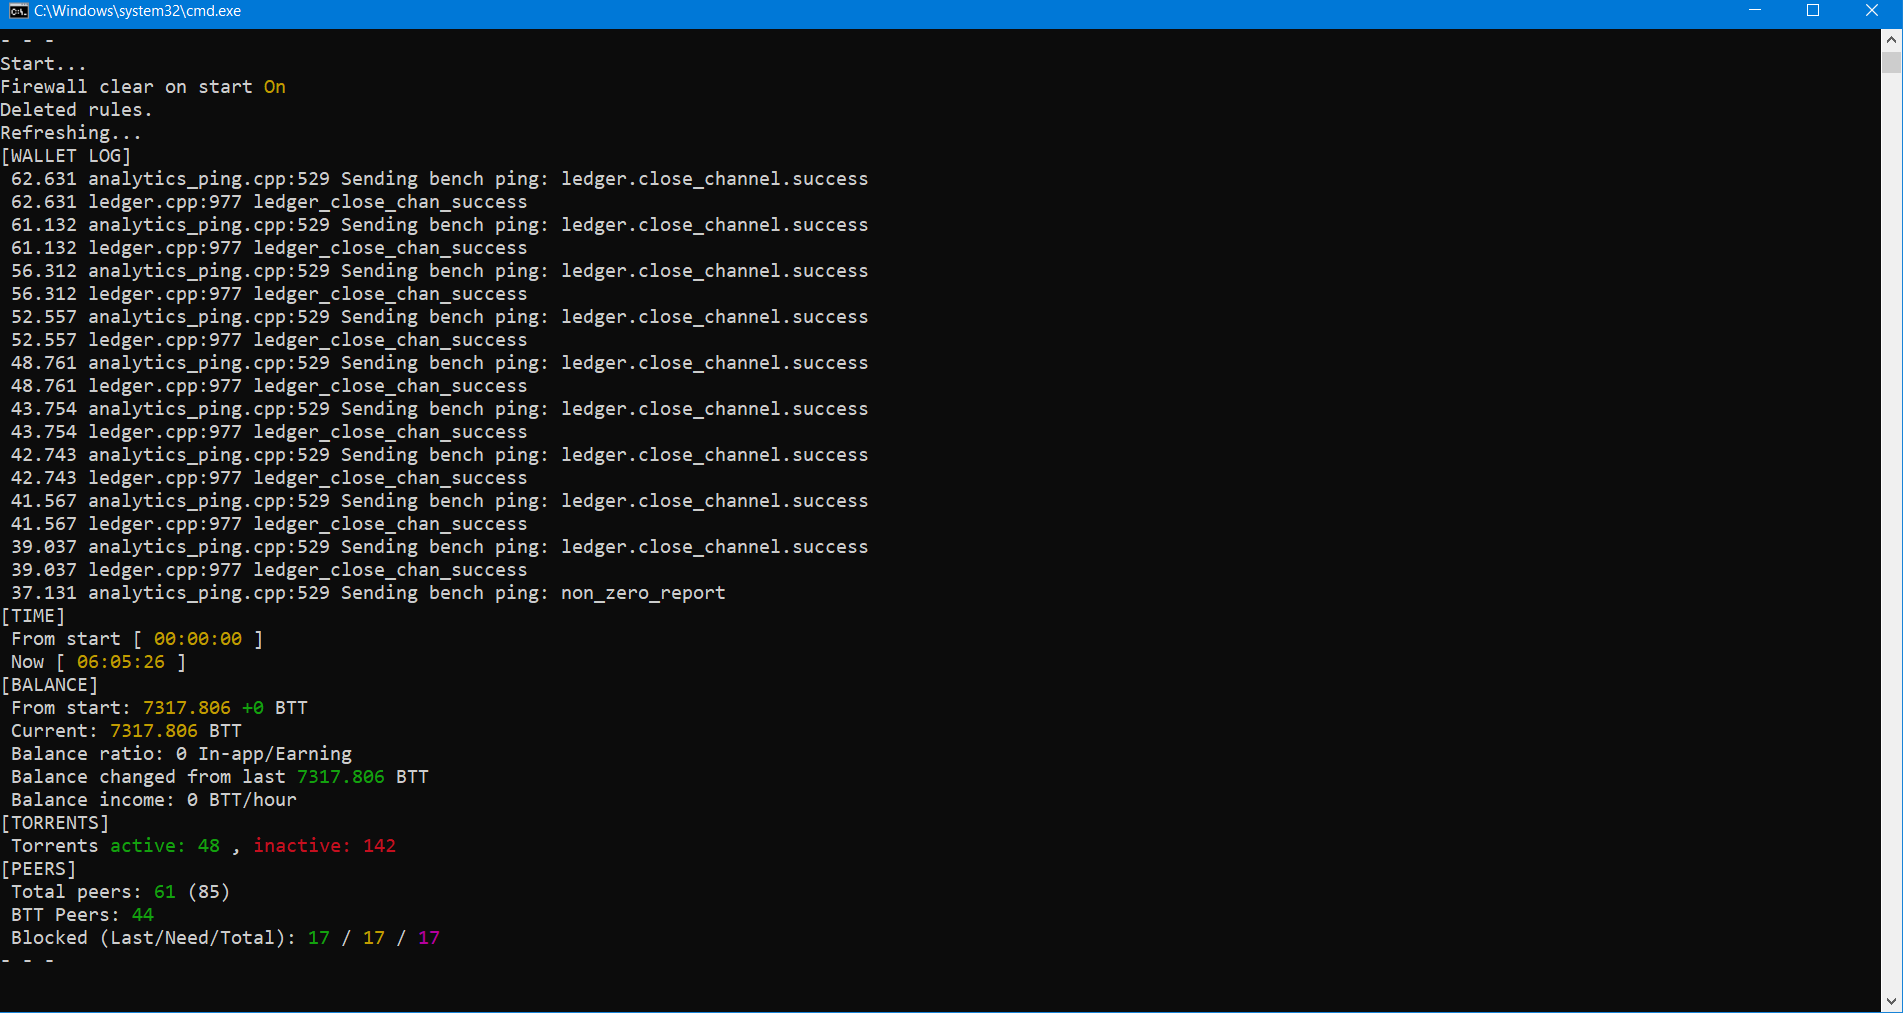 C:\Windows\system32\cmd.exe
- - -
Start...
Firewall clear on start On
Deleted rules.
Refreshing...
[WALLET LOG]
 62.631 analytics_ping.cpp:529 Sending bench ping: ledger.close_channel.success
 62.631 ledger.cpp:977 ledger_close_chan_success
 61.132 analytics_ping.cpp:529 Sending bench ping: ledger.close_channel.success
 61.132 ledger.cpp:977 ledger_close_chan_success
 56.312 analytics_ping.cpp:529 Sending bench ping: ledger.close_channel.success
 56.312 ledger.cpp:977 ledger_close_chan_success
 52.557 analytics_ping.cpp:529 Sending bench ping: ledger.close_channel.success
 52.557 ledger.cpp:977 ledger_close_chan_success
 48.761 analytics_ping.cpp:529 Sending bench ping: ledger.close_channel.success
 48.761 ledger.cpp:977 ledger_close_chan_success
 43.754 analytics_ping.cpp:529 Sending bench ping: ledger.close_channel.success
 43.754 ledger.cpp:977 ledger_close_chan_success
 42.743 analytics_ping.cpp:529 Sending bench ping: ledger.close_channel.success
 42.743 ledger.cpp:977 ledger_close_chan_success
 41.567 analytics_ping.cpp:529 Sending bench ping: ledger.close_channel.success
 41.567 ledger.cpp:977 ledger_close_chan_success
 39.037 analytics_ping.cpp:529 Sending bench ping: ledger.close_channel.success
 39.037 ledger.cpp:977 ledger_close_chan_success
 37.131 analytics_ping.cpp:529 Sending bench ping: non_zero_report
[TIME]
 From start [ 00:00:00 ]
 Now [ 06:05:26 ]
[BALANCE]
 From start: 7317.806 +0 BTT
 Current: 7317.806 BTT
 Balance ratio: 0 In-app/Earning
 Balance changed from last 7317.806 BTT
 Balance income: 0 BTT/hour
[TORRENTS]
 Torrents active: 48 , inactive: 142
[PEERS]
 Total peers: 61 (85)
 BTT Peers: 44
 Blocked (Last/Need/Total): 17 / 17 / 17
- - -